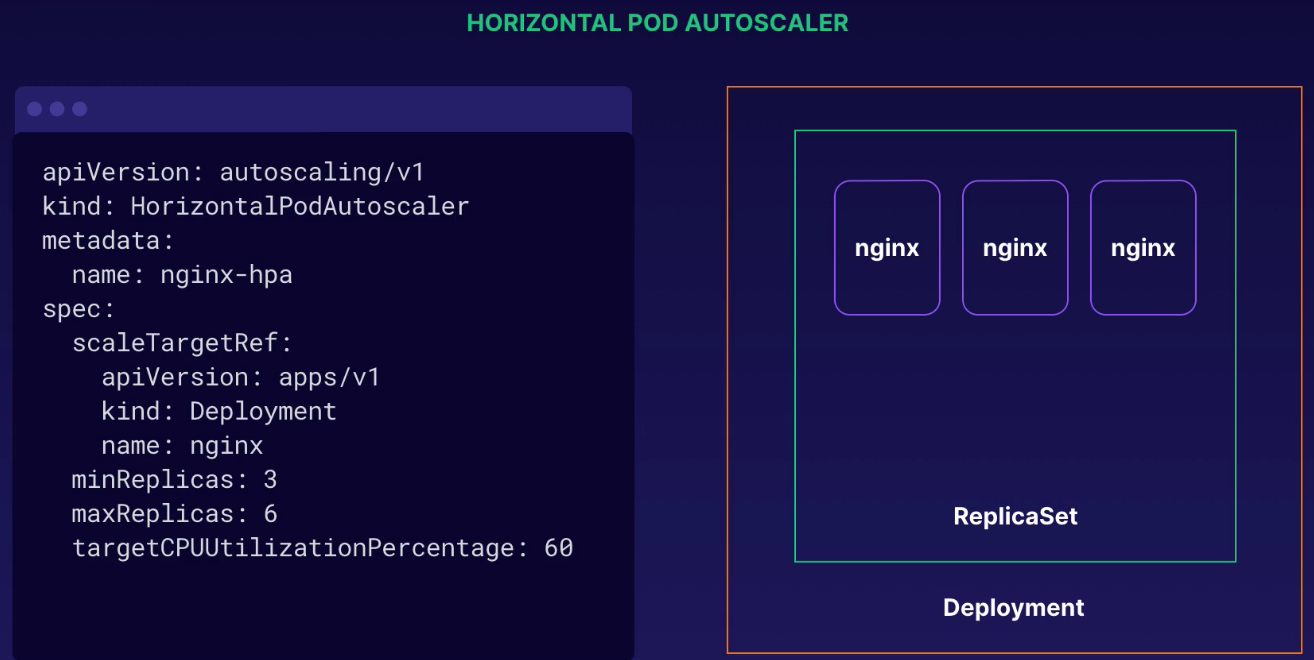 HORIZONTAL POD AUTOSCALER
apiVersion: autoscaling/v1
kind: HorizontalPodAutoscaler
metadata:
  name: nginx-hpa
spec:
  scaleTargetRef:
    apiVersion: apps/v1
    kind: Deployment
    name: nginx
  minReplicas: 3
  maxReplicas: 6
  targetCPUUtilizationPercentage: 60
nginx nginx nginx
ReplicaSet
Deployment